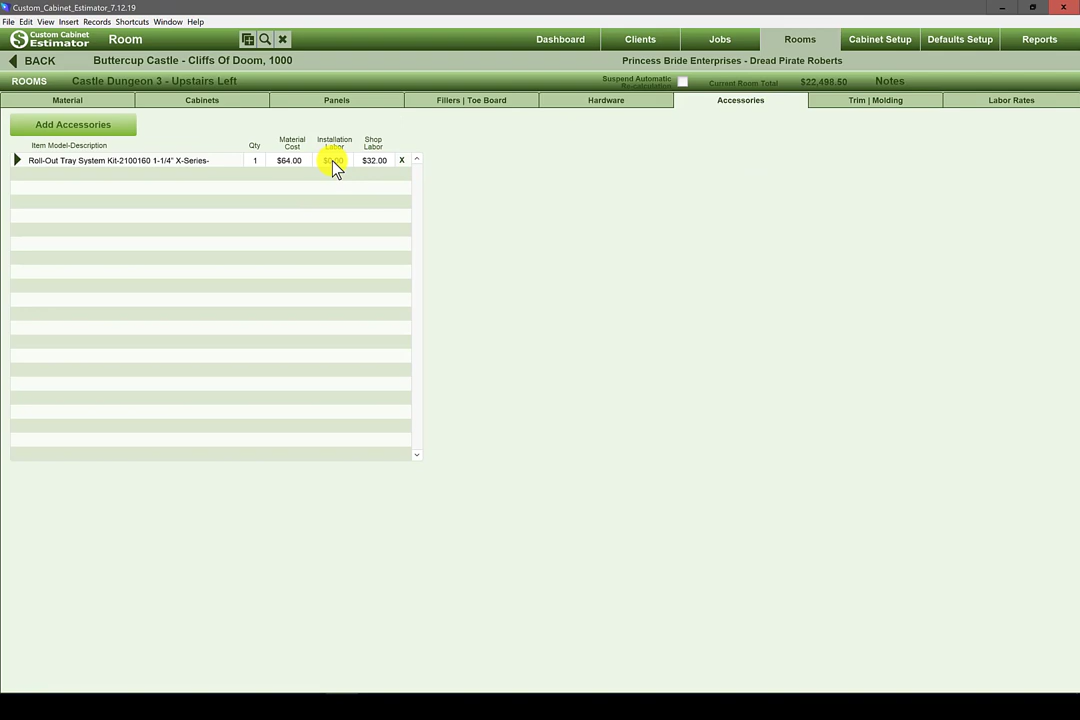 Custom_Cabinet_Estimator_7.12.19
File Edit View Insert Records Shortcuts Window Help
Custom Cabinet Estimator Room Dashboard Clients Jobs Rooms Cabinet Setup Defaults Setup Reports
BACK Buttercup Castle - Cliffs Of Doom, 1000 Princess Bride Enterprises - Dread Pirate Roberts
ROOMS Castle Dungeon 3 - Upstairs Left Suspend Automatic Re-calculation Current Room Total $22,498.50 Notes
Material Cabinets Panels Fillers | Toe Board Hardware Accessories Trim | Molding Labor Rates
Add Accessories
Item Model-Description Qty Material Cost Installation Labor Shop Labor
Roll-Out Tray System Kit-2100160 1-1/4" X-Series- 1 $64.00 $0.00 $32.00 X